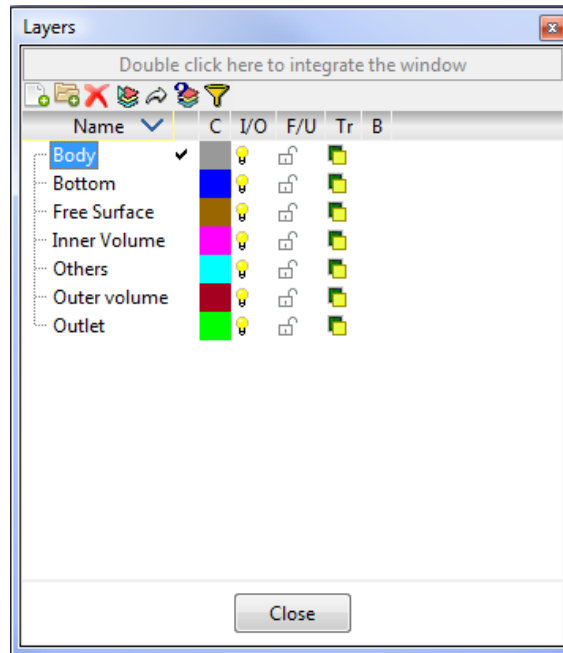 Layers
Double click here to integrate the window
Name C I/O F/U Tr B
Body
Bottom
Free Surface
Inner Volume
Others
Outer volume
Outlet
Close